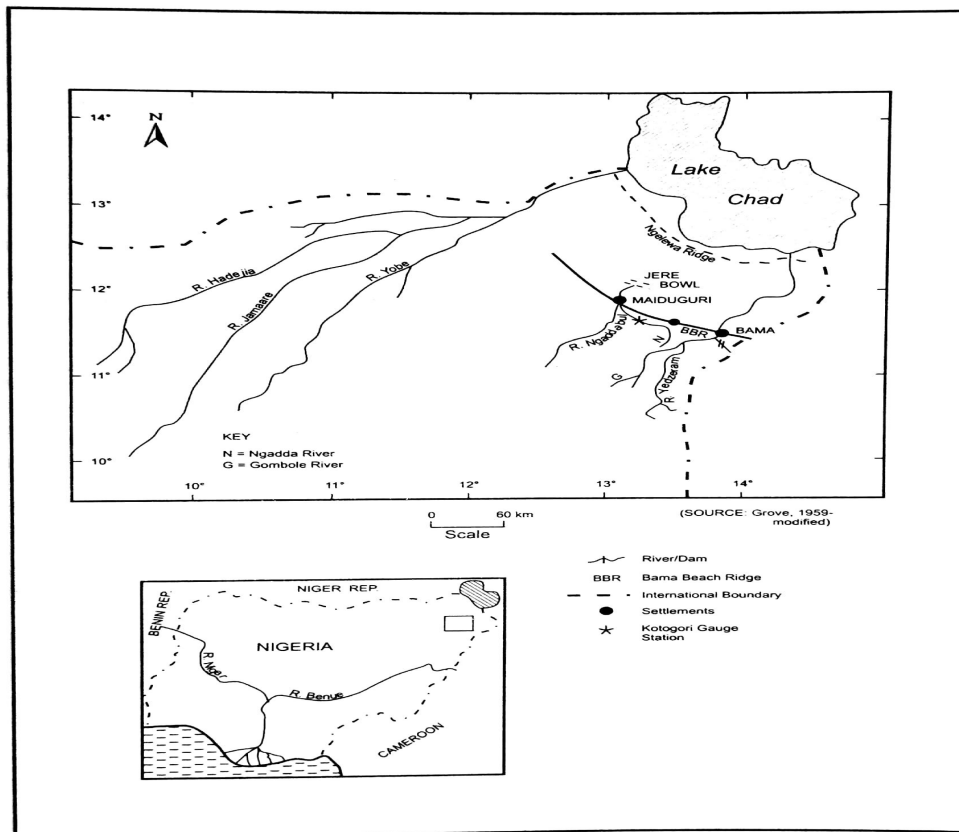 14°
N
Lake
Chad
13°
Ngelewa Ridge
R. Hadejia
R. Yobe
12°
JERE
BOWL
MAIDUGURI
R. Jamaare
R. Ngaddabul
BBR
BAMA
N
11°
G
R Yedzeram
KEY
N = Ngadda River
G = Gombole River
10°
10°
11°
12°
13°
14°
0 60 km
Scale
(SOURCE: Grove, 1959-
modified)
River/Dam
BBR Bama Beach Ridge
International Boundary
Settlements
Kotogori Gauge
Station
NIGER REP.
BENIN REP.
NIGERIA
R. Niger
R. Benue
CAMEROON